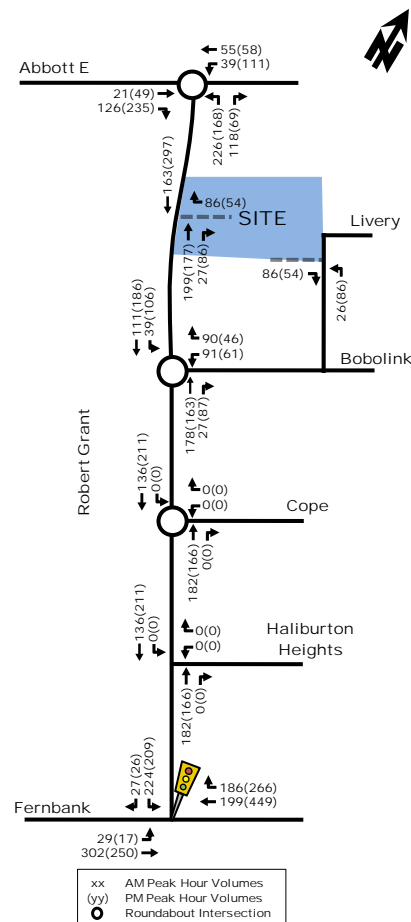 55(58)
39(111)
Abbott E
21(49)
126(235)
226(168)
118(69)
163(297)
86(54)
SITE
Livery
199(177)
27(86)
86(54)
26(86)
111(186)
39(106)
90(46)
91(61)
Bobolink
178(163)
27(87)
Robert Grant
136(211)
0(0)
0(0)
0(0)
Cope
182(166)
0(0)
136(211)
0(0)
0(0)
0(0)
Haliburton
Heights
182(166)
0(0)
27(26)
224(209)
186(266)
199(449)
Fernbank
29(17)
302(250)
xx AM Peak Hour Volumes
(yy) PM Peak Hour Volumes
Roundabout Intersection
N